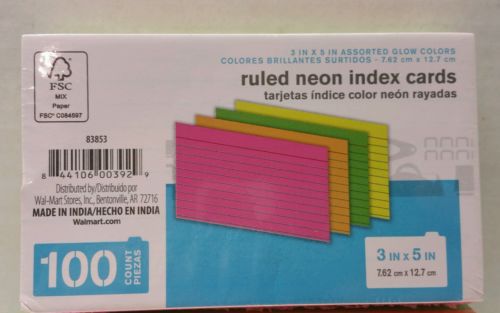 3 IN X 5 IN ASSORTED GLOW COLORS
COLORES BRILLANTES SURTIDOS - 7.62 cm x 12.7 cm
ruled neon index cards
tarjetas índice color neón rayadas
FSC
MIX
Paper
FSC® C084597
83853
8 44106 00392 9
Distributed by/Distribuido por
Wal-Mart Stores, Inc., Bentonville, AR 72716
MADE IN INDIA/HECHO EN INDIA
Walmart.com
100 COUNT
PIEZAS
3 IN x 5 IN
7.62 cm x 12.7 cm